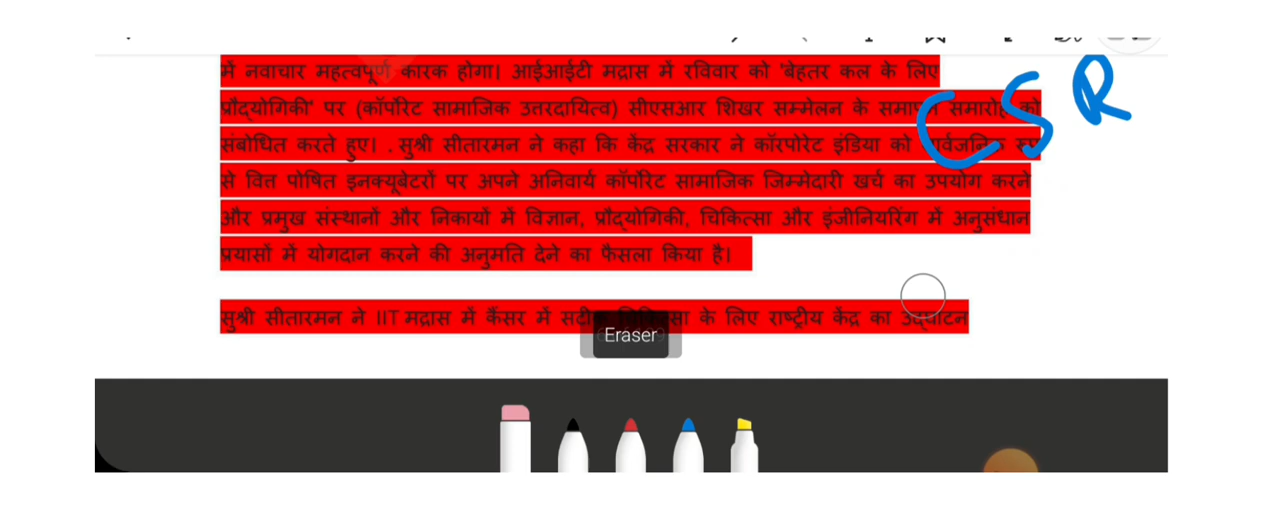 में नवाचार महत्वपूर्ण कारक होगा। आईआईटी मद्रास में रविवार को 'बेहतर कल के लिए
प्रौद्योगिकी' पर (कॉर्पोरेट सामाजिक उत्तरदायित्व) सीएसआर शिखर सम्मेलन के समापन समारोह को
संबोधित करते हुए। . सुश्री सीतारमन ने कहा कि केंद्र सरकार ने कॉरपोरेट इंडिया को सार्वजनिक रूप
से वित्त पोषित इनक्यूबेटरों पर अपने अनिवार्य कॉर्पोरेट सामाजिक जिम्मेदारी खर्च का उपयोग करने
और प्रमुख संस्थानों और निकायों में विज्ञान, प्रौद्योगिकी, चिकित्सा और इंजीनियरिंग में अनुसंधान
प्रयासों में योगदान करने की अनुमति देने का फैसला किया है।
सुश्री सीतारमन ने IIT मद्रास में कैंसर में के लिए राष्ट्रीय केंद्र का उद्घाटन
CSR
Eraser